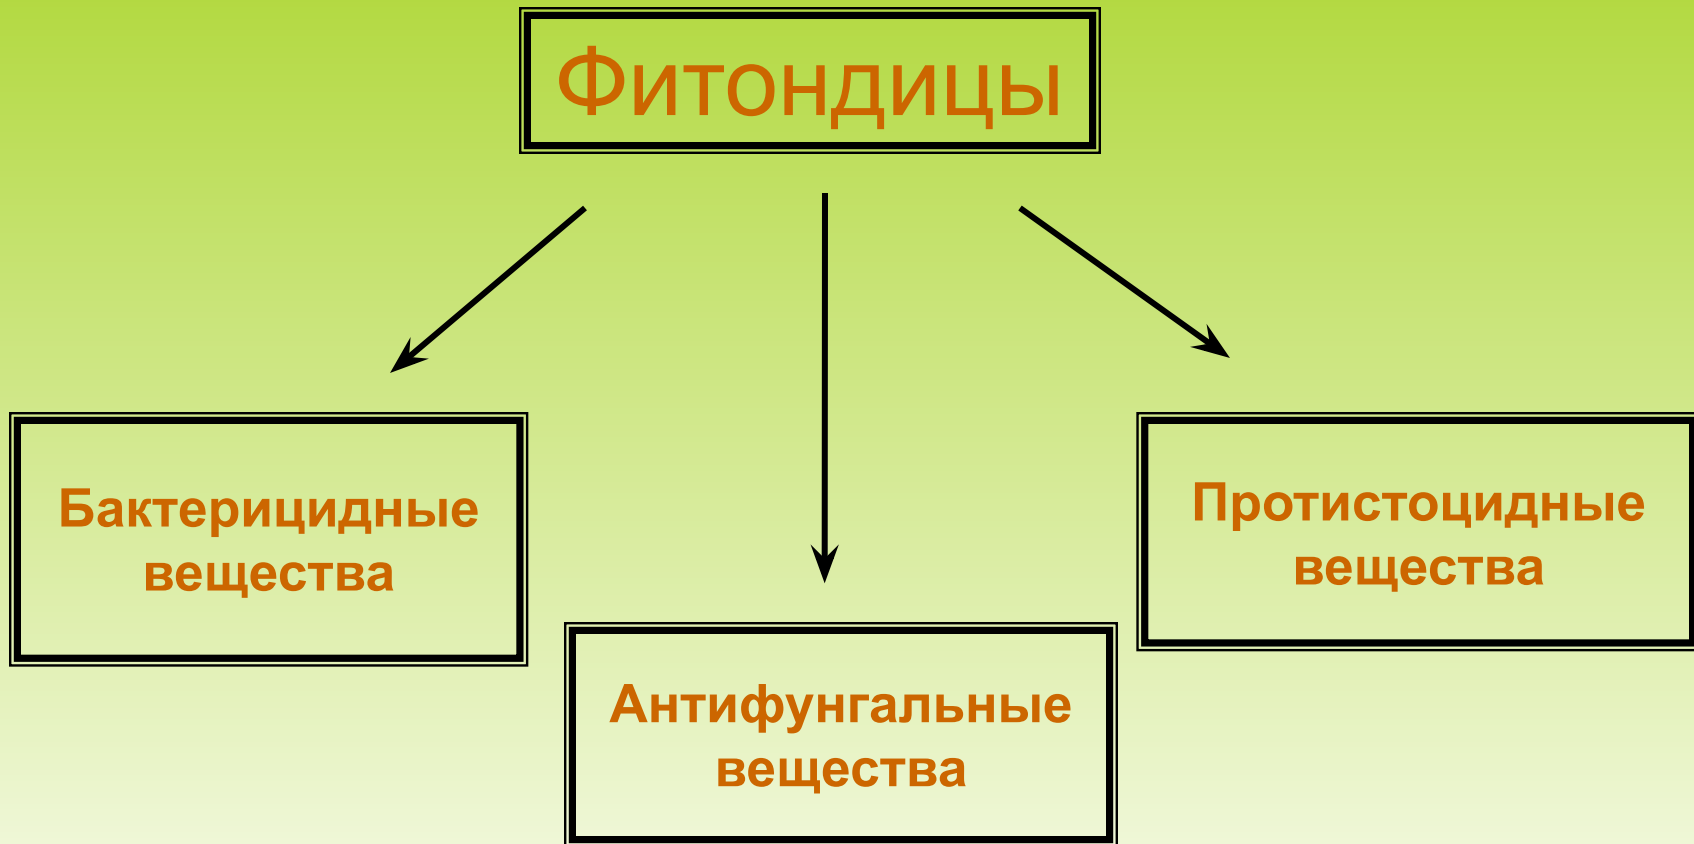 Фитондицы
Бактерицидные
вещества
Антифунгальные
вещества
Протистоцидные
вещества